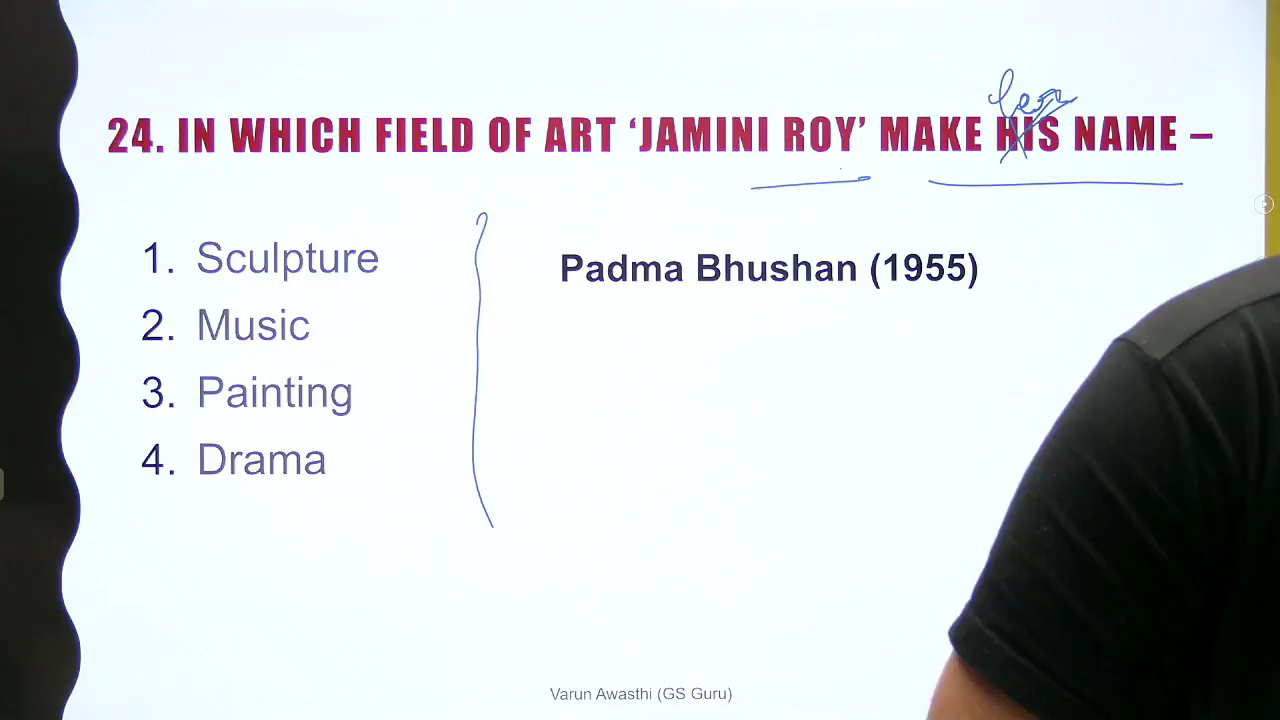 her
24. IN WHICH FIELD OF ART ‘JAMINI ROY’ MAKE HIS NAME –
1. Sculpture
2. Music
3. Painting
4. Drama
Padma Bhushan (1955)
Varun Awasthi (GS Guru)